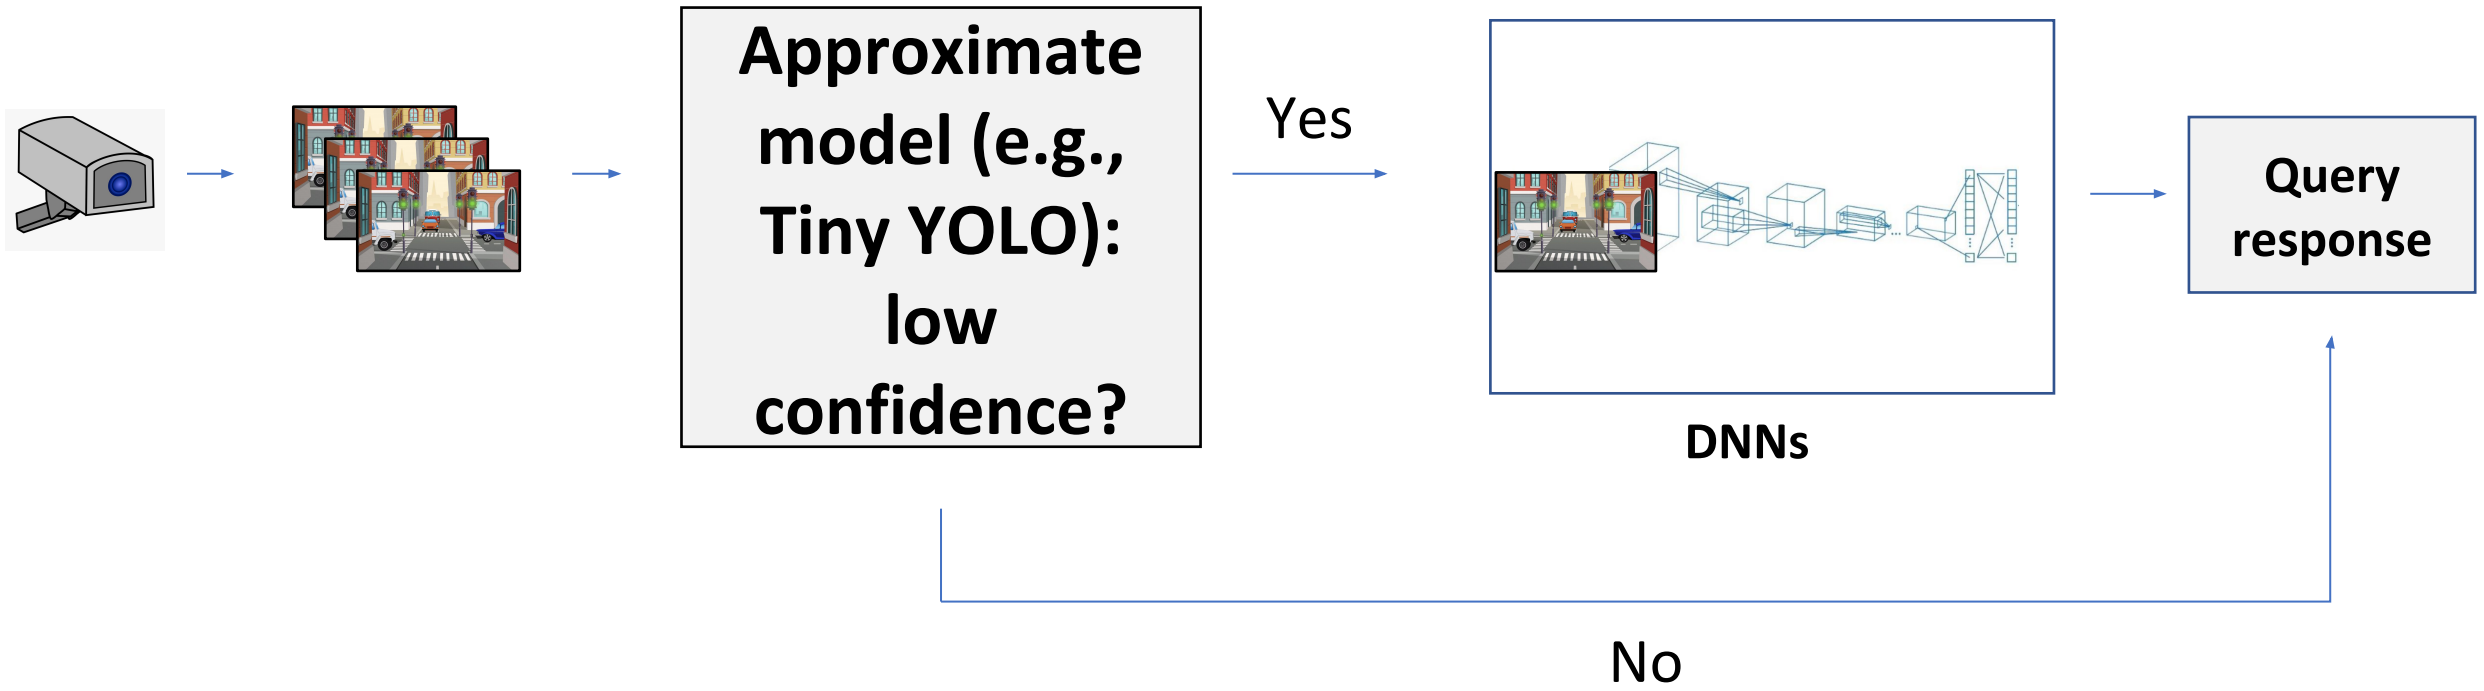 Approximate
model (e.g.,
Tiny YOLO):
low
confidence?
Yes
DNNs
Query
response
No